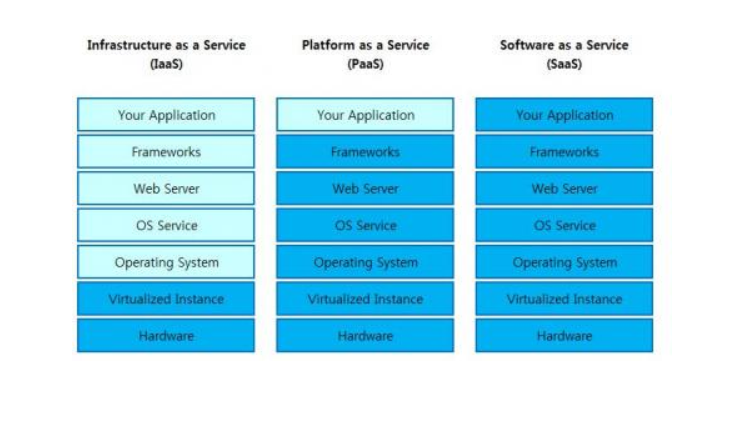 Infrastructure as a Service
(IaaS)
Your Application
Frameworks
Web Server
OS Service
Operating System
Virtualized Instance
Hardware
Platform as a Service
(PaaS)
Your Application
Frameworks
Web Server
OS Service
Operating System
Virtualized Instance
Hardware
Software as a Service
(SaaS)
Your Application
Frameworks
Web Server
OS Service
Operating System
Virtualized Instance
Hardware